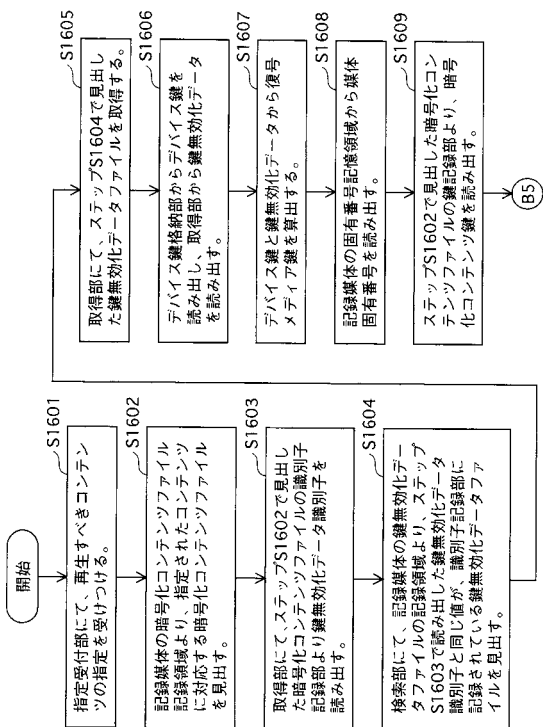 開始
S1601
指定受付部にて、再生すべきコンテン
ツの指定を受けつける。
S1602
記録媒体の暗号化コンテンツファイル
記録領域より、指定されたコンテンツ
に対応する暗号化コンテンツファイル
を見出す。
S1603
取得部にて、ステップS1602で見出し
た暗号化コンテンツファイルの識別子
記録部より鍵無効化データ識別子を
読み出す。
S1604
検索部にて、記録媒体の鍵無効化デー
タファイルの記録領域より、ステップ
S1603で読み出した鍵無効化データ
識別子と同じ値が、識別子記録部に
記録されている鍵無効化データファ
イルを見出す。
S1605
取得部にて、ステップS1604で見出し
た鍵無効化データファイルを取得する。
S1606
デバイス鍵格納部からデバイス鍵を
読み出し、取得部から鍵無効化データ
を読み出す。
S1607
デバイス鍵と鍵無効化データから復号
メディア鍵を算出する。
S1608
記録媒体の固有番号記憶領域から媒体
固有番号を読み出す。
S1609
ステップS1602で見出した暗号化コン
テンツファイルの鍵記録部より、暗号
化コンテンツ鍵を読み出す。
B5